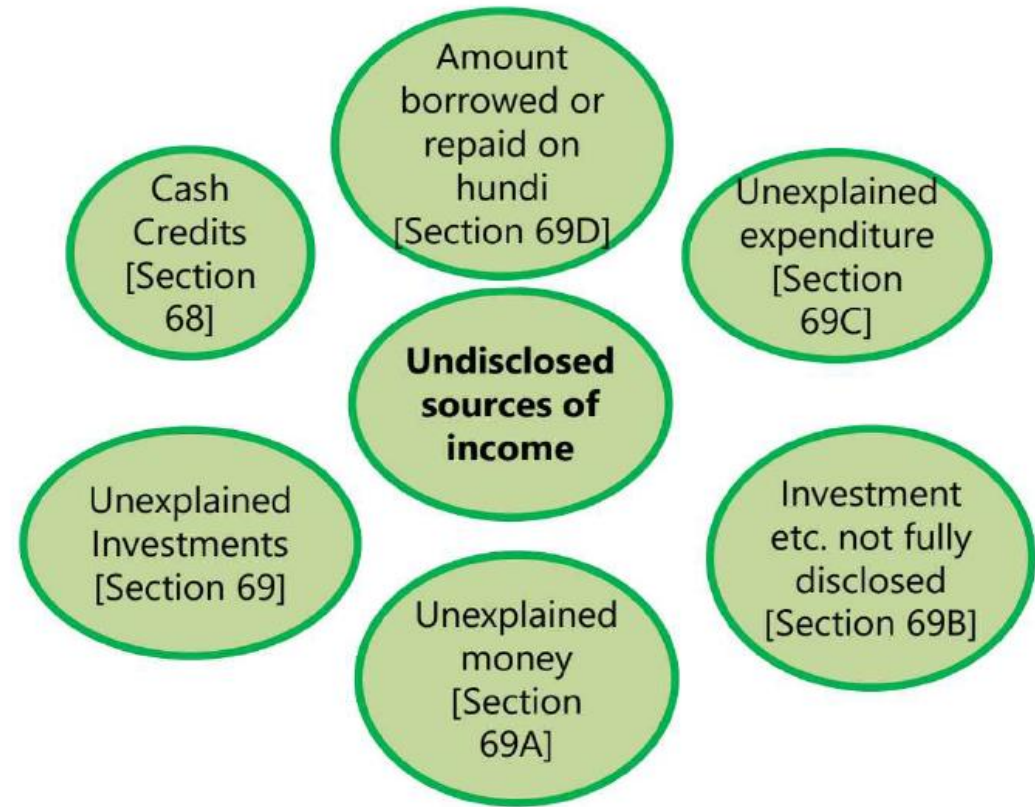 Amount
borrowed or
repaid on
hundi
[Section 69D]
Cash
Credits
[Section
68]
Unexplained
expenditure
[Section
69C]
Undisclosed
sources of
income
Unexplained
Investments
[Section 69]
Investment
etc. not fully
disclosed
[Section 69B]
Unexplained
money
[Section
69A]